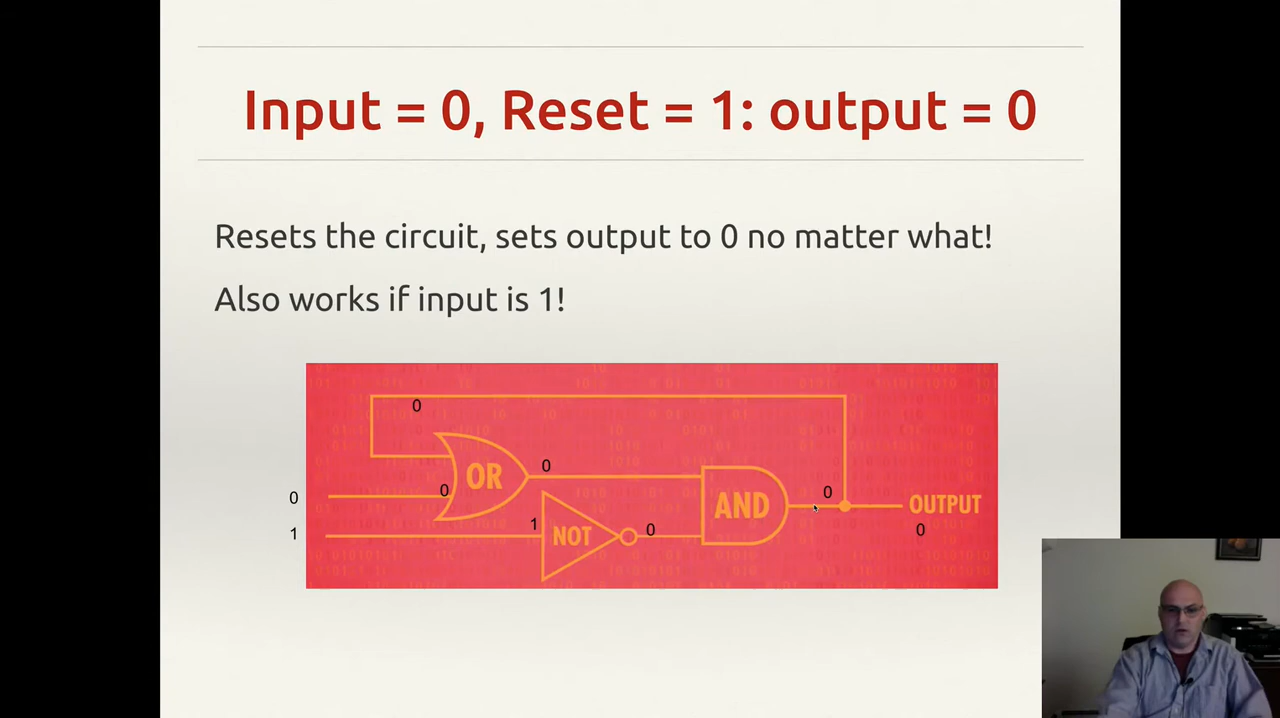 Input = 0, Reset = 1: output = 0
Resets the circuit, sets output to 0 no matter what!
Also works if input is 1!
0
OR
0
0
0
1
1
NOT
0
AND
0
OUTPUT
0